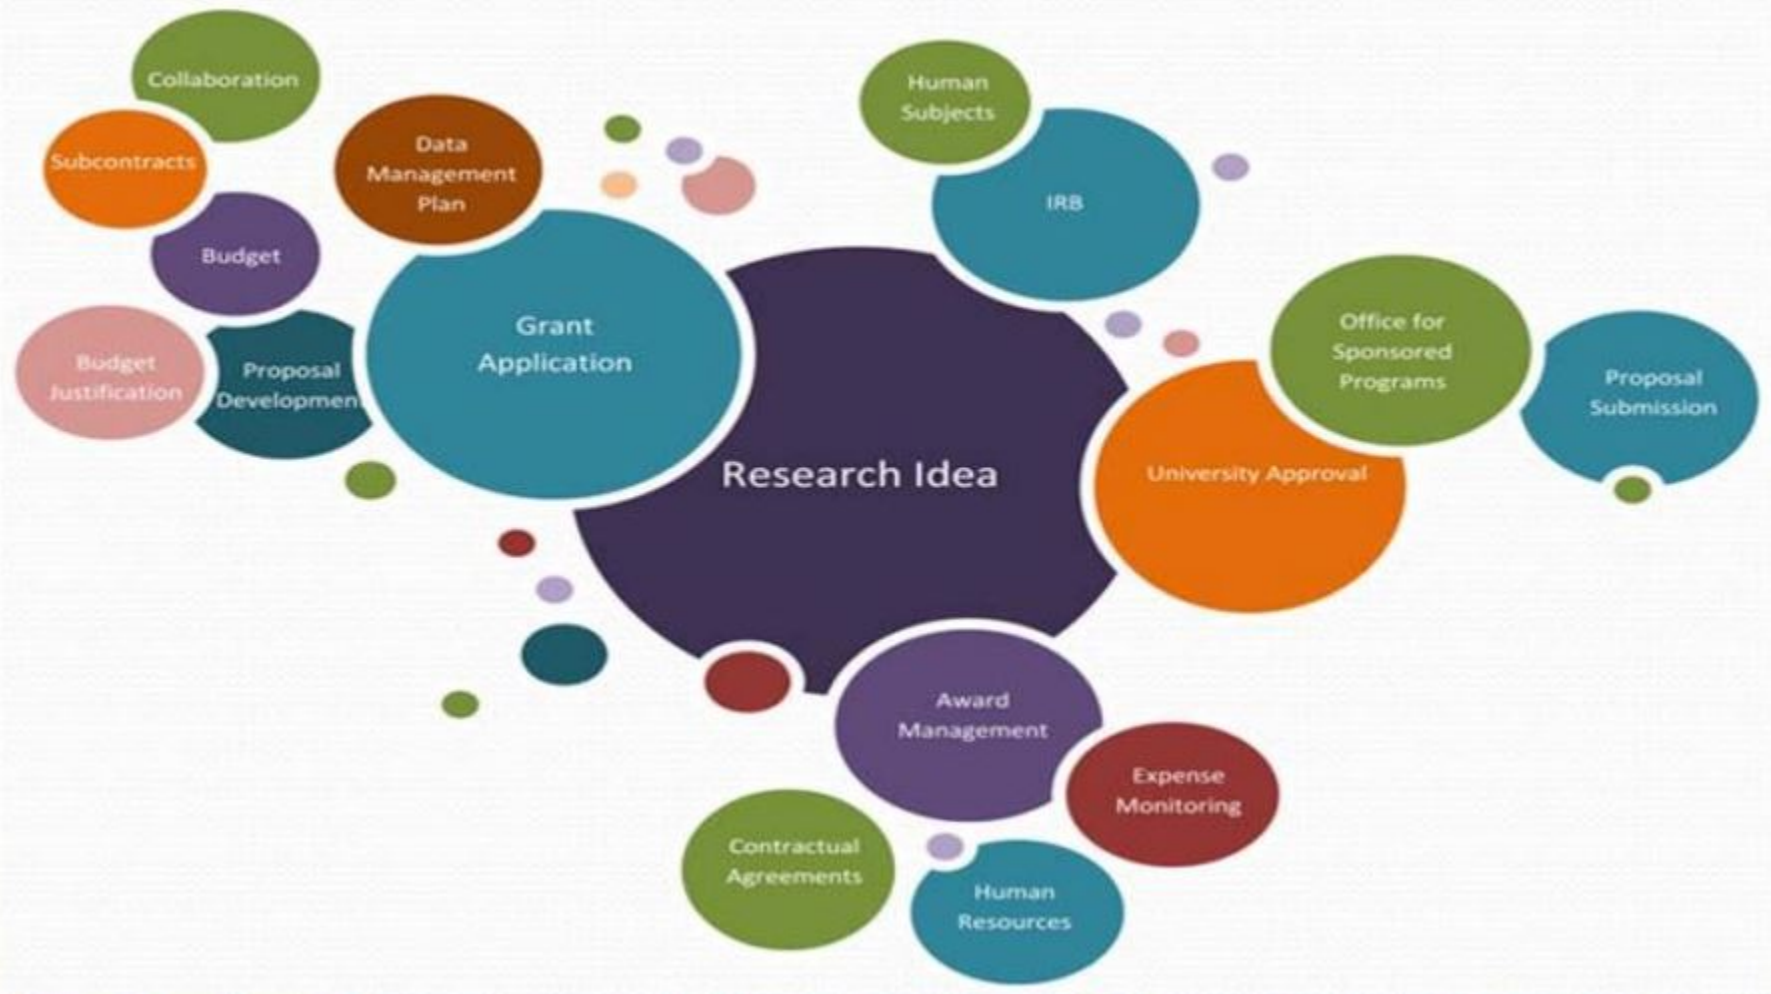 Collaboration
Subcontracts
Data
Management
Plan
Budget
Budget
Justification
Proposal
Developmen
Grant
Application
Human
Subjects
IRB
Office for
Sponsored
Programs
Proposal
Submission
Research Idea
University Approval
Award
Management
Expense
Monitoring
Contractual
Agreements
Human
Resources